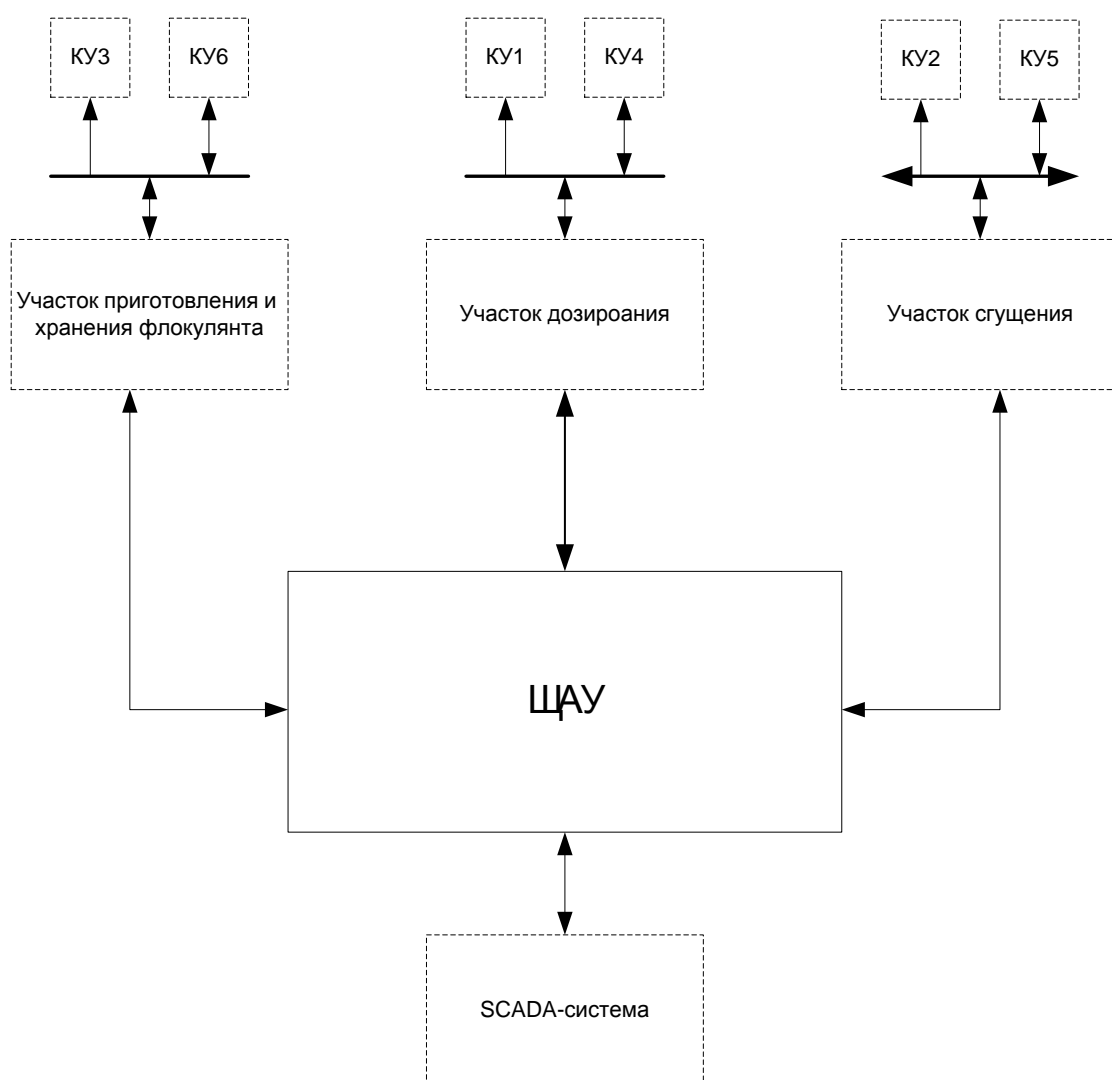 КУ3
КУ6
КУ1
КУ4
КУ2
КУ5
Участок приготовления и
хранения флокулянта
Участок дозироания
Участок сгущения
ЩАУ
SCADA-система